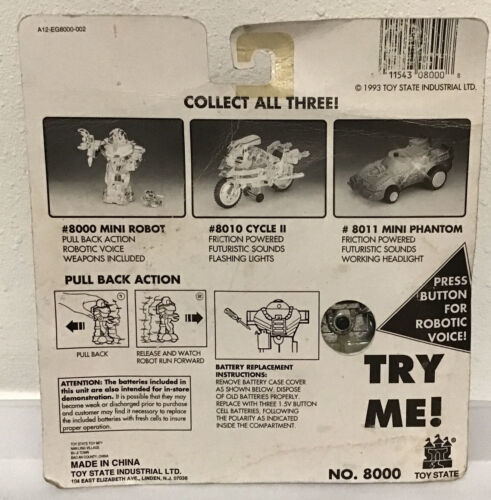 A12-EG8000-002
11543 08000 8
© 1993 TOY STATE INDUSTRIAL LTD.
COLLECT ALL THREE!
#8000 MINI ROBOT
PULL BACK ACTION
ROBOTIC VOICE
WEAPONS INCLUDED
#8010 CYCLE II
FRICTION POWERED
FUTURISTIC SOUNDS
FLASHING LIGHTS
# 8011 MINI PHANTOM
FRICTION POWERED
FUTURISTIC SOUNDS
WORKING HEADLIGHT
PULL BACK ACTION
PULL BACK
RELEASE AND WATCH
ROBOT RUN FORWARD
ATTENTION: The batteries included in
this unit are also intended for in-store
demonstration. It is possible that they may
become weak or discharged prior to purchase
and customer may find it necessary to replace
the included batteries with fresh cells to insure
proper operation.
BATTERY REPLACEMENT
INSTRUCTIONS:
REMOVE BATTERY CASE COVER
AS SHOWN BELOW, DISPOSE
OF OLD BATTERIES PROPERLY.
REPLACE WITH THREE 1.5V BUTTON
CELL BATTERIES, FOLLOWING
THE POLARITY AS INDICATED
INSIDE THE COMPARTMENT.
PRESS
BUTTON
FOR
ROBOTIC
VOICE!
TRY
ME!
MADE IN CHINA
TOY STATE INDUSTRIAL LTD.
104 EAST ELIZABETH AVE., LINDEN, N.J. 07036
NO. 8000
TOY STATE